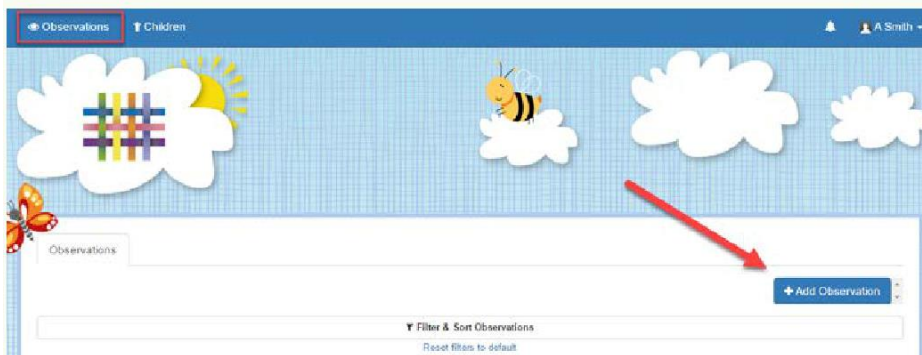 Observations Children A Smith
Observations
+ Add Observation
Filter & Sort Observations
Reset filters to default